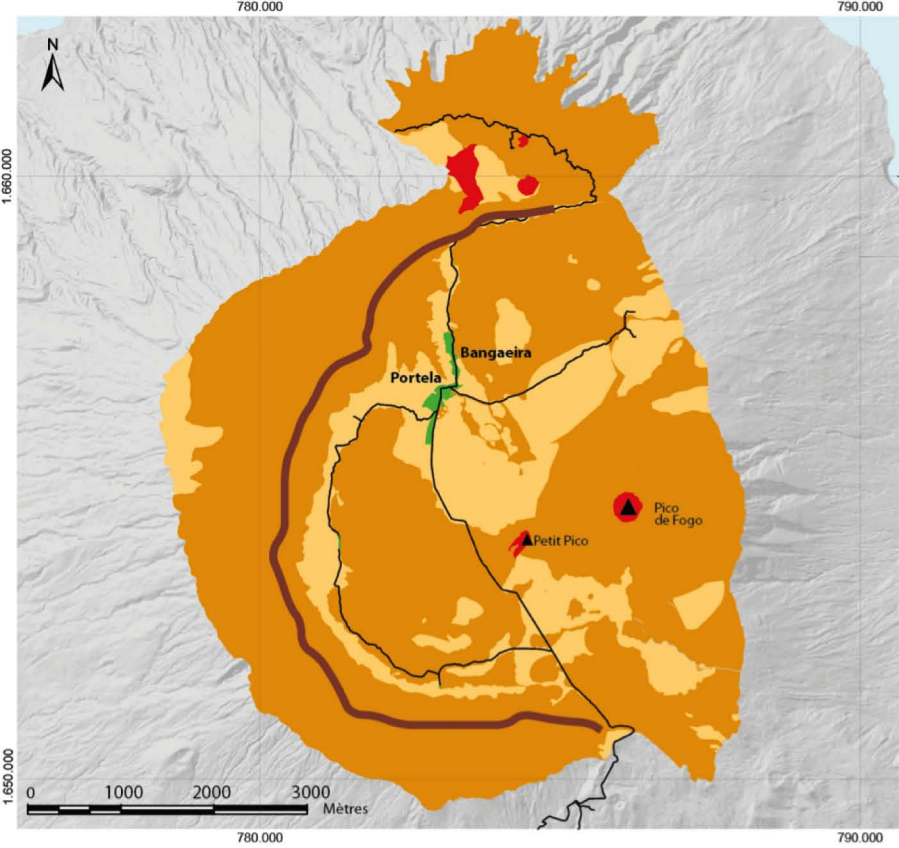 780.000
790.000
N
1.660.000
Bangaeira
Portela
Pico
de Fogo
Petit Pico
1.650.000
0 1000 2000 3000
Mètres
780.000
790.000